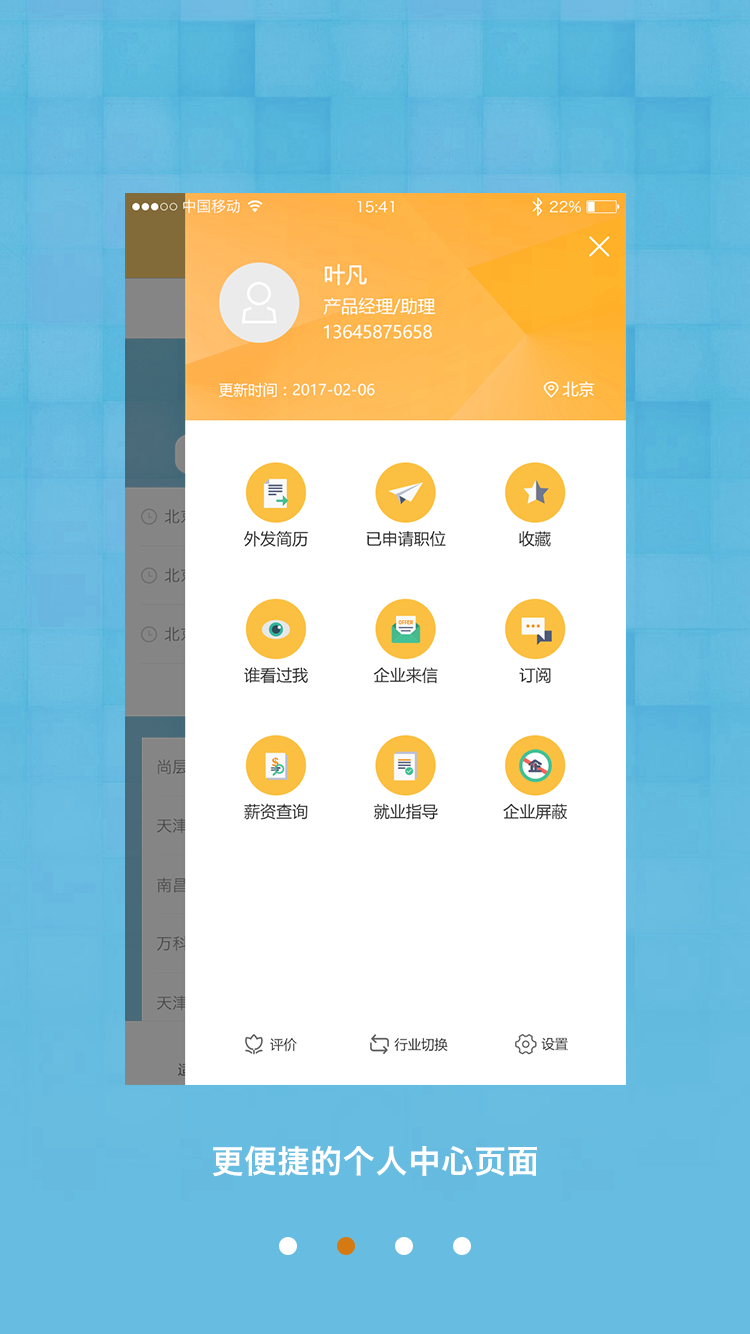 中国移动 15:41 22%
叶凡
产品经理/助理
13645875658
更新时间：2017-02-06 北京
外发简历 已申请职位 收藏
谁看过我 企业来信 订阅
薪资查询 就业指导 企业屏蔽
北京
北京
北京
尚层
天津
南昌
万科
天津
OFFER
评价 行业切换 设置
更便捷的个人中心页面